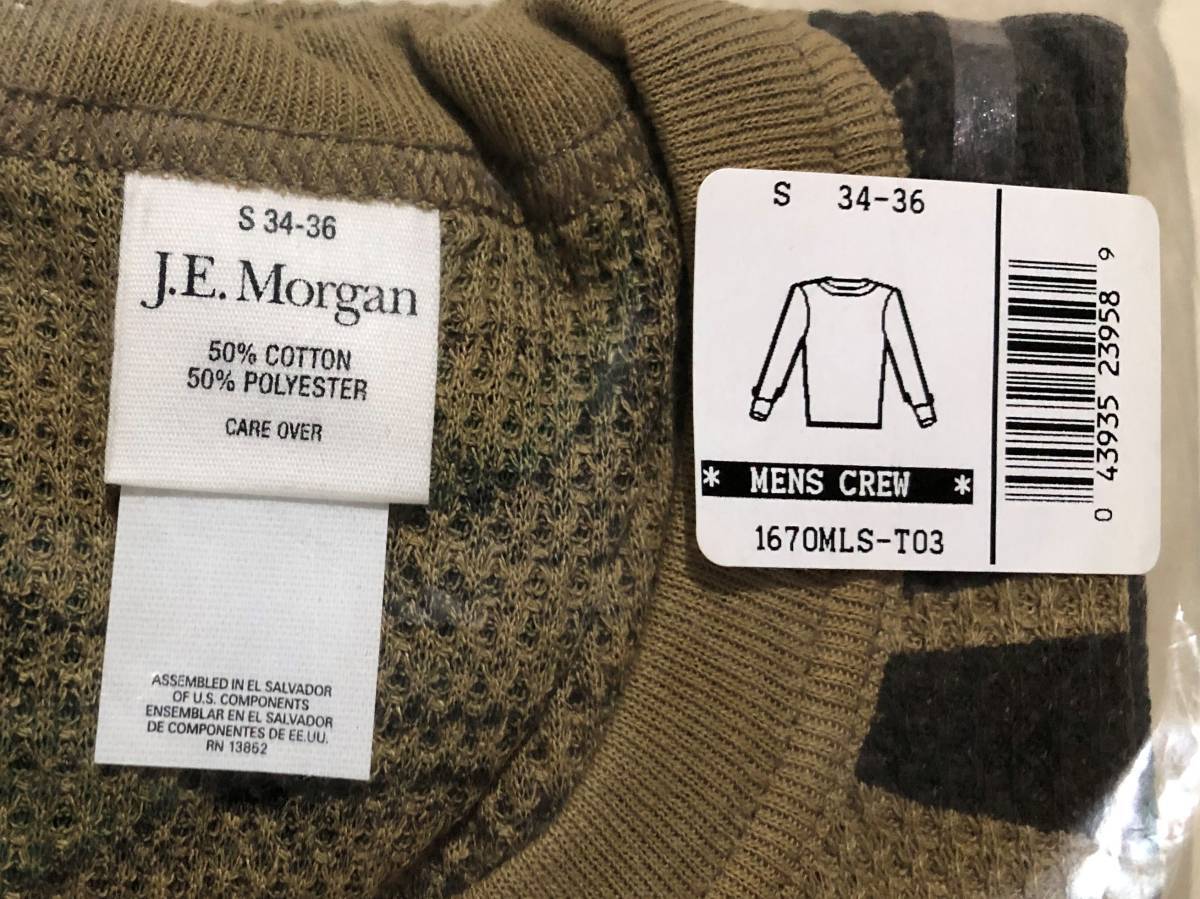 S 34-36
J.E. Morgan
50% COTTON
50% POLYESTER
CARE OVER
ASSEMBLED IN EL SALVADOR
OF U.S. COMPONENTS
ENSEMBLAR EN EL SALVADOR
DE COMPONENTES DE EE.UU.
RN 13852
S 34-36
* MENS CREW *
1670MLS-T03
0 43935 23958 9